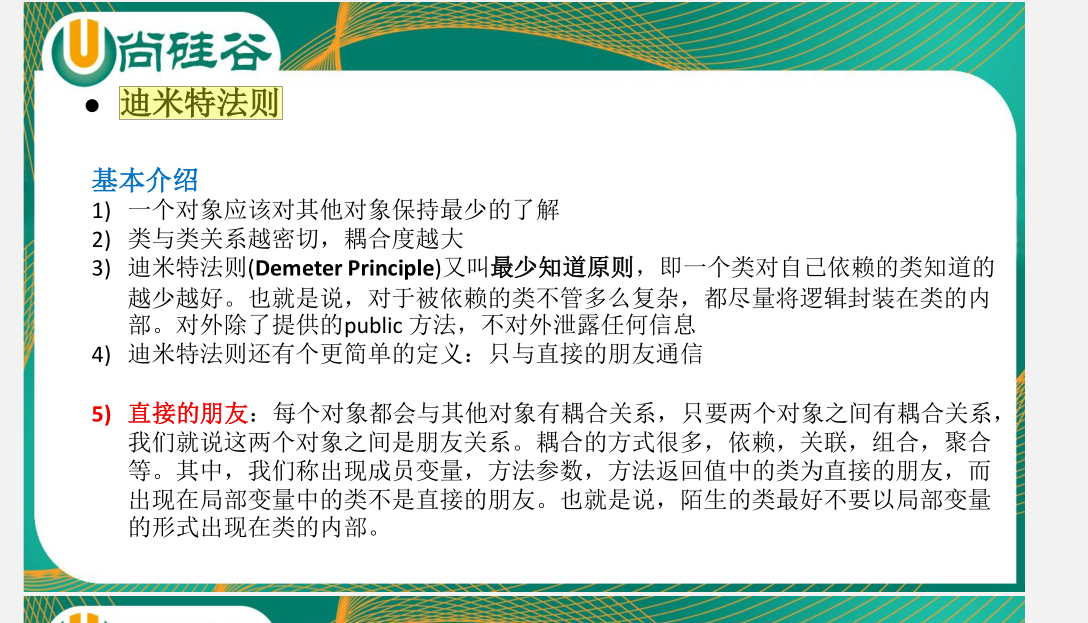 尚硅谷
● 迪米特法则
基本介绍
1) 一个对象应该对其他对象保持最少的了解
2) 类与类关系越密切，耦合度越大
3) 迪米特法则(Demeter Principle)又叫最少知道原则，即一个类对自己依赖的类知道的
越少越好。也就是说，对于被依赖的类不管多么复杂，都尽量将逻辑封装在类的内
部。对外除了提供的public 方法，不对外泄露任何信息
4) 迪米特法则还有个更简单的定义：只与直接的朋友通信
5) 直接的朋友：每个对象都会与其他对象有耦合关系，只要两个对象之间有耦合关系，
我们就说这两个对象之间是朋友关系。耦合的方式很多，依赖，关联，组合，聚合
等。其中，我们称出现成员变量，方法参数，方法返回值中的类为直接的朋友，而
出现在局部变量中的类不是直接的朋友。也就是说，陌生的类最好不要以局部变量
的形式出现在类的内部。